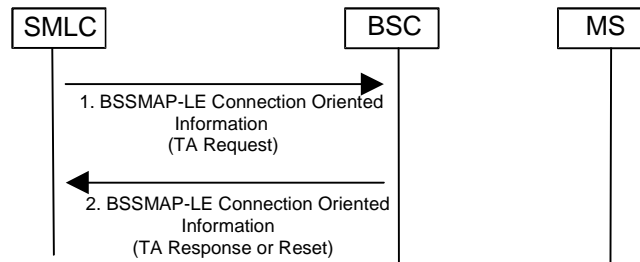 SMLC
BSC
MS
1. BSSMAP-LE Connection Oriented
Information
(TA Request)
2. BSSMAP-LE Connection Oriented
Information
(TA Response or Reset)